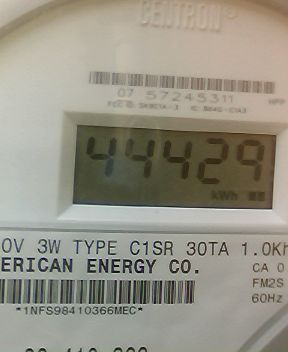 CENTRON
07 57245311
44429
kWh
0V 3W TYPE C1SR 30TA 1.0Kh
ERICAN ENERGY CO.
CA 0
FM2S
60Hz
*1NFS98410366MEC*